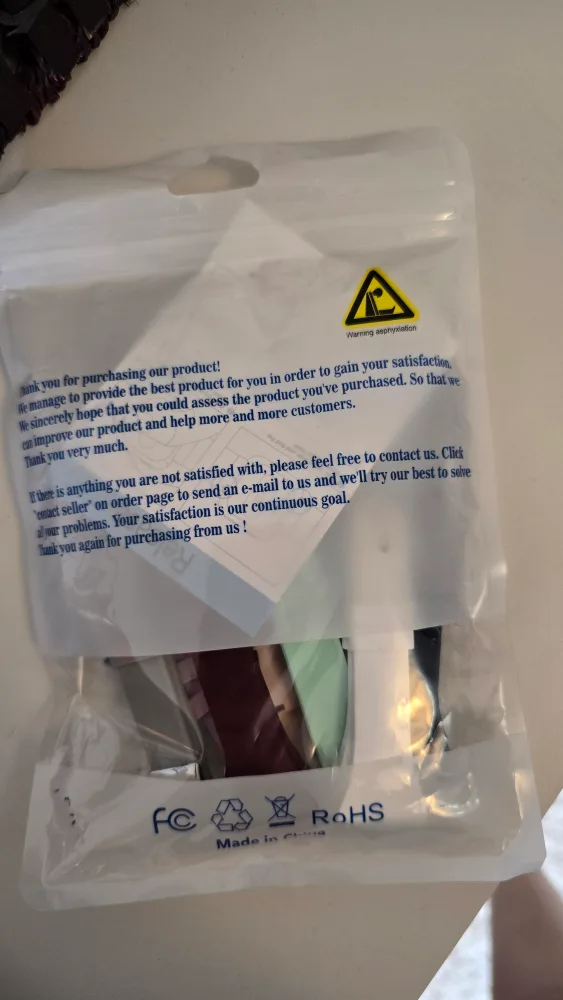 Warning asphyxiation
Thank you for purchasing our product!
We manage to provide the best product for you in order to gain your satisfaction.
We sincerely hope that you could assess the product you've purchased. So that we
can improve our product and help more and more customers.
Thank you very much.
If there is anything you are not satisfied with, please feel free to contact us. Click
"contact seller" on order page to send an e-mail to us and we'll try our best to solve
all your problems. Your satisfaction is our continuous goal.
Thank you again for purchasing from us !
FC RoHS
Made in China